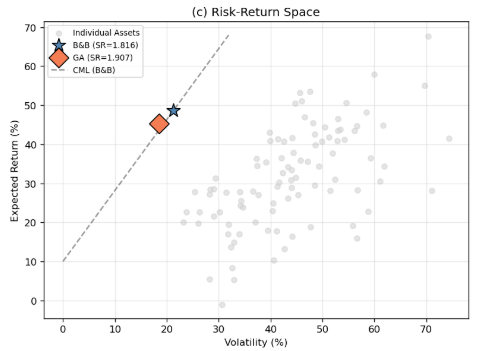 (c) Risk-Return Space
Individual Assets
B&B (SR=1.816)
GA (SR=1.907)
CML (B&B)
Expected Return (%)
70
60
50
40
30
20
10
0
0 10 20 30 40 50 60 70
Volatility (%)